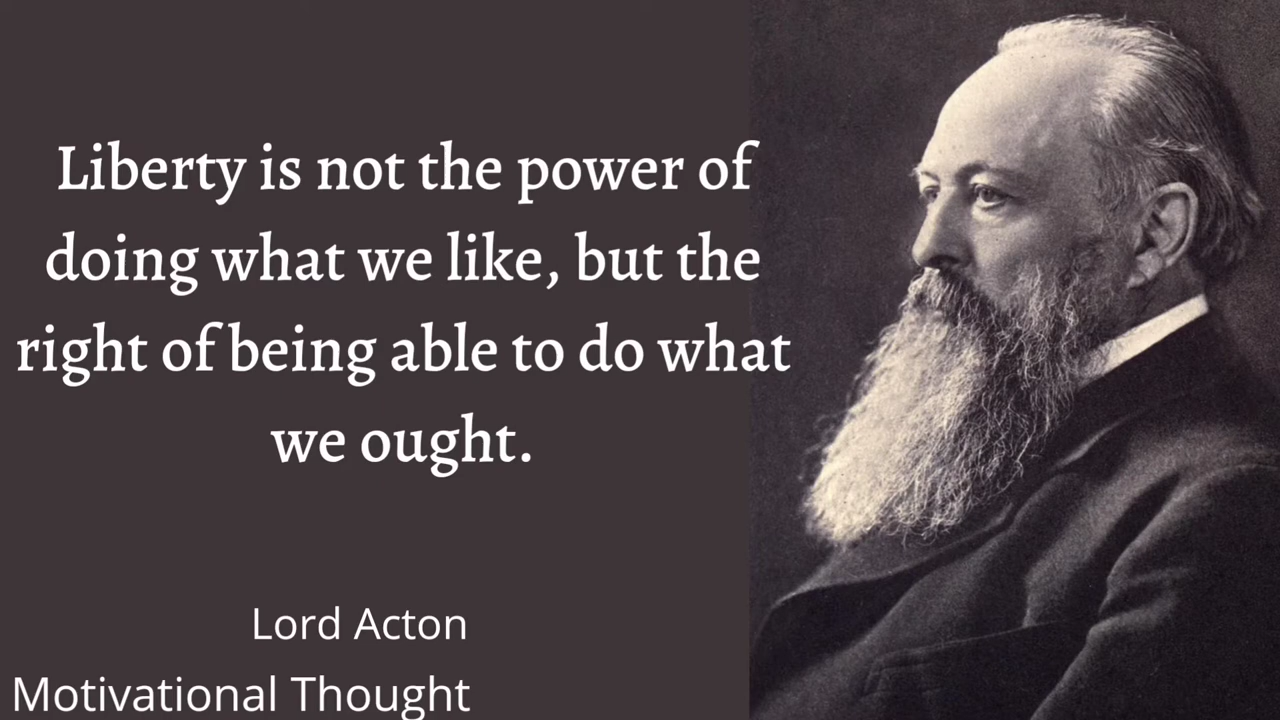 Liberty is not the power of
doing what we like, but the
right of being able to do what
we ought.
Lord Acton
Motivational Thought